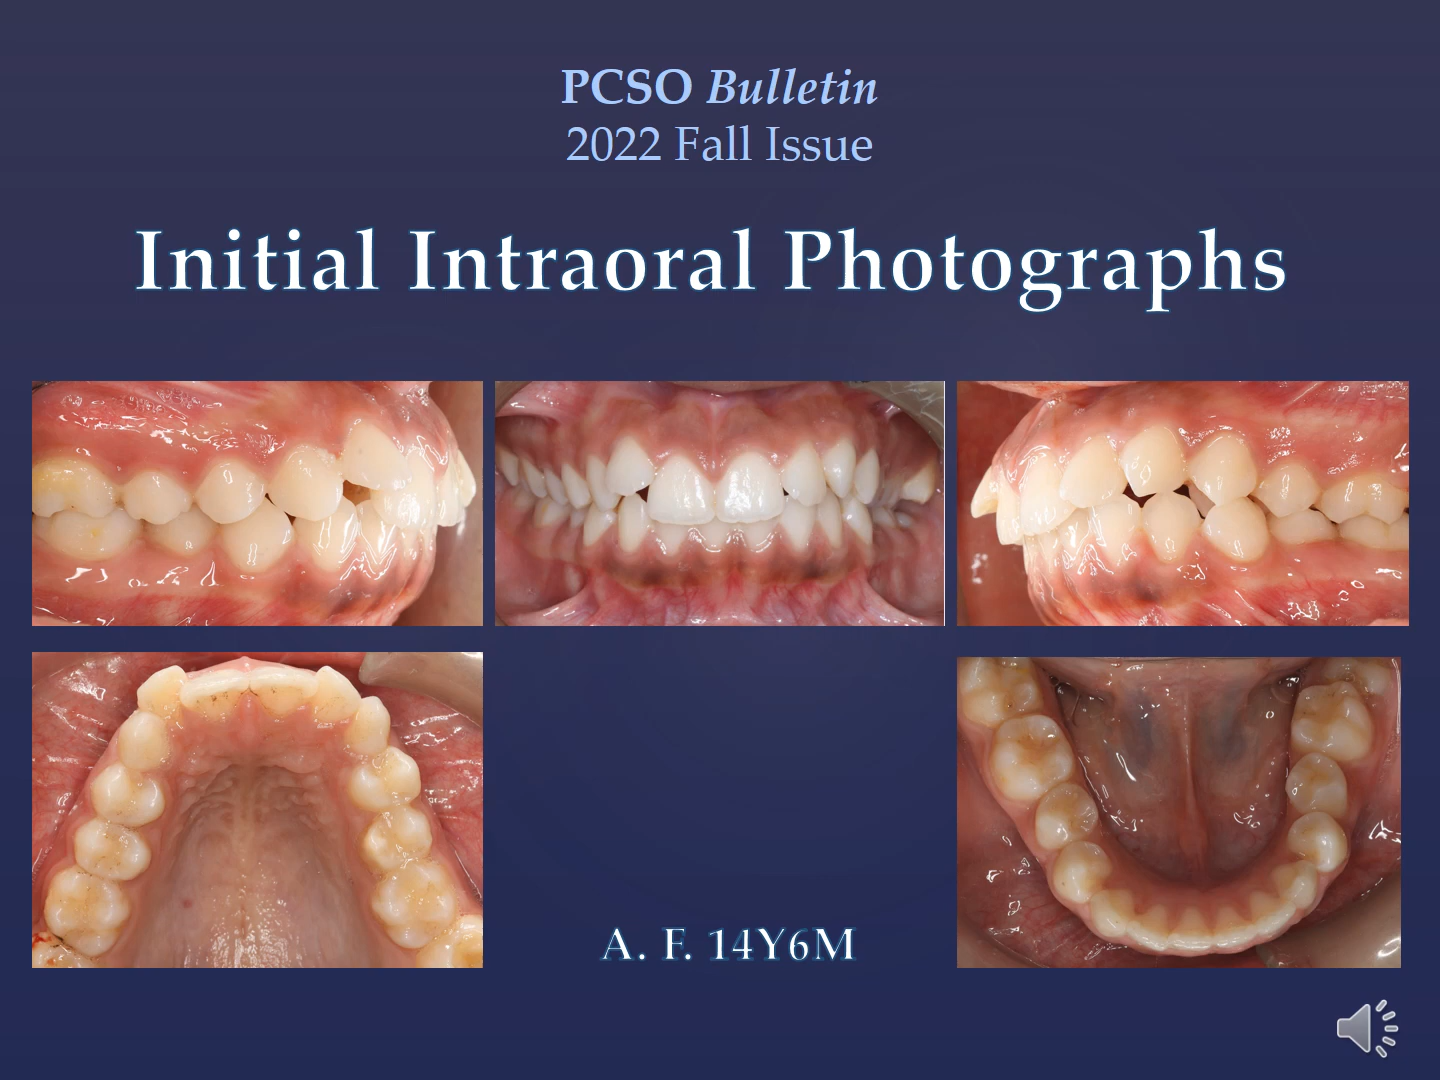 PCSO Bulletin
2022 Fall Issue
Initial Intraoral Photographs
A. F. 14Y6M